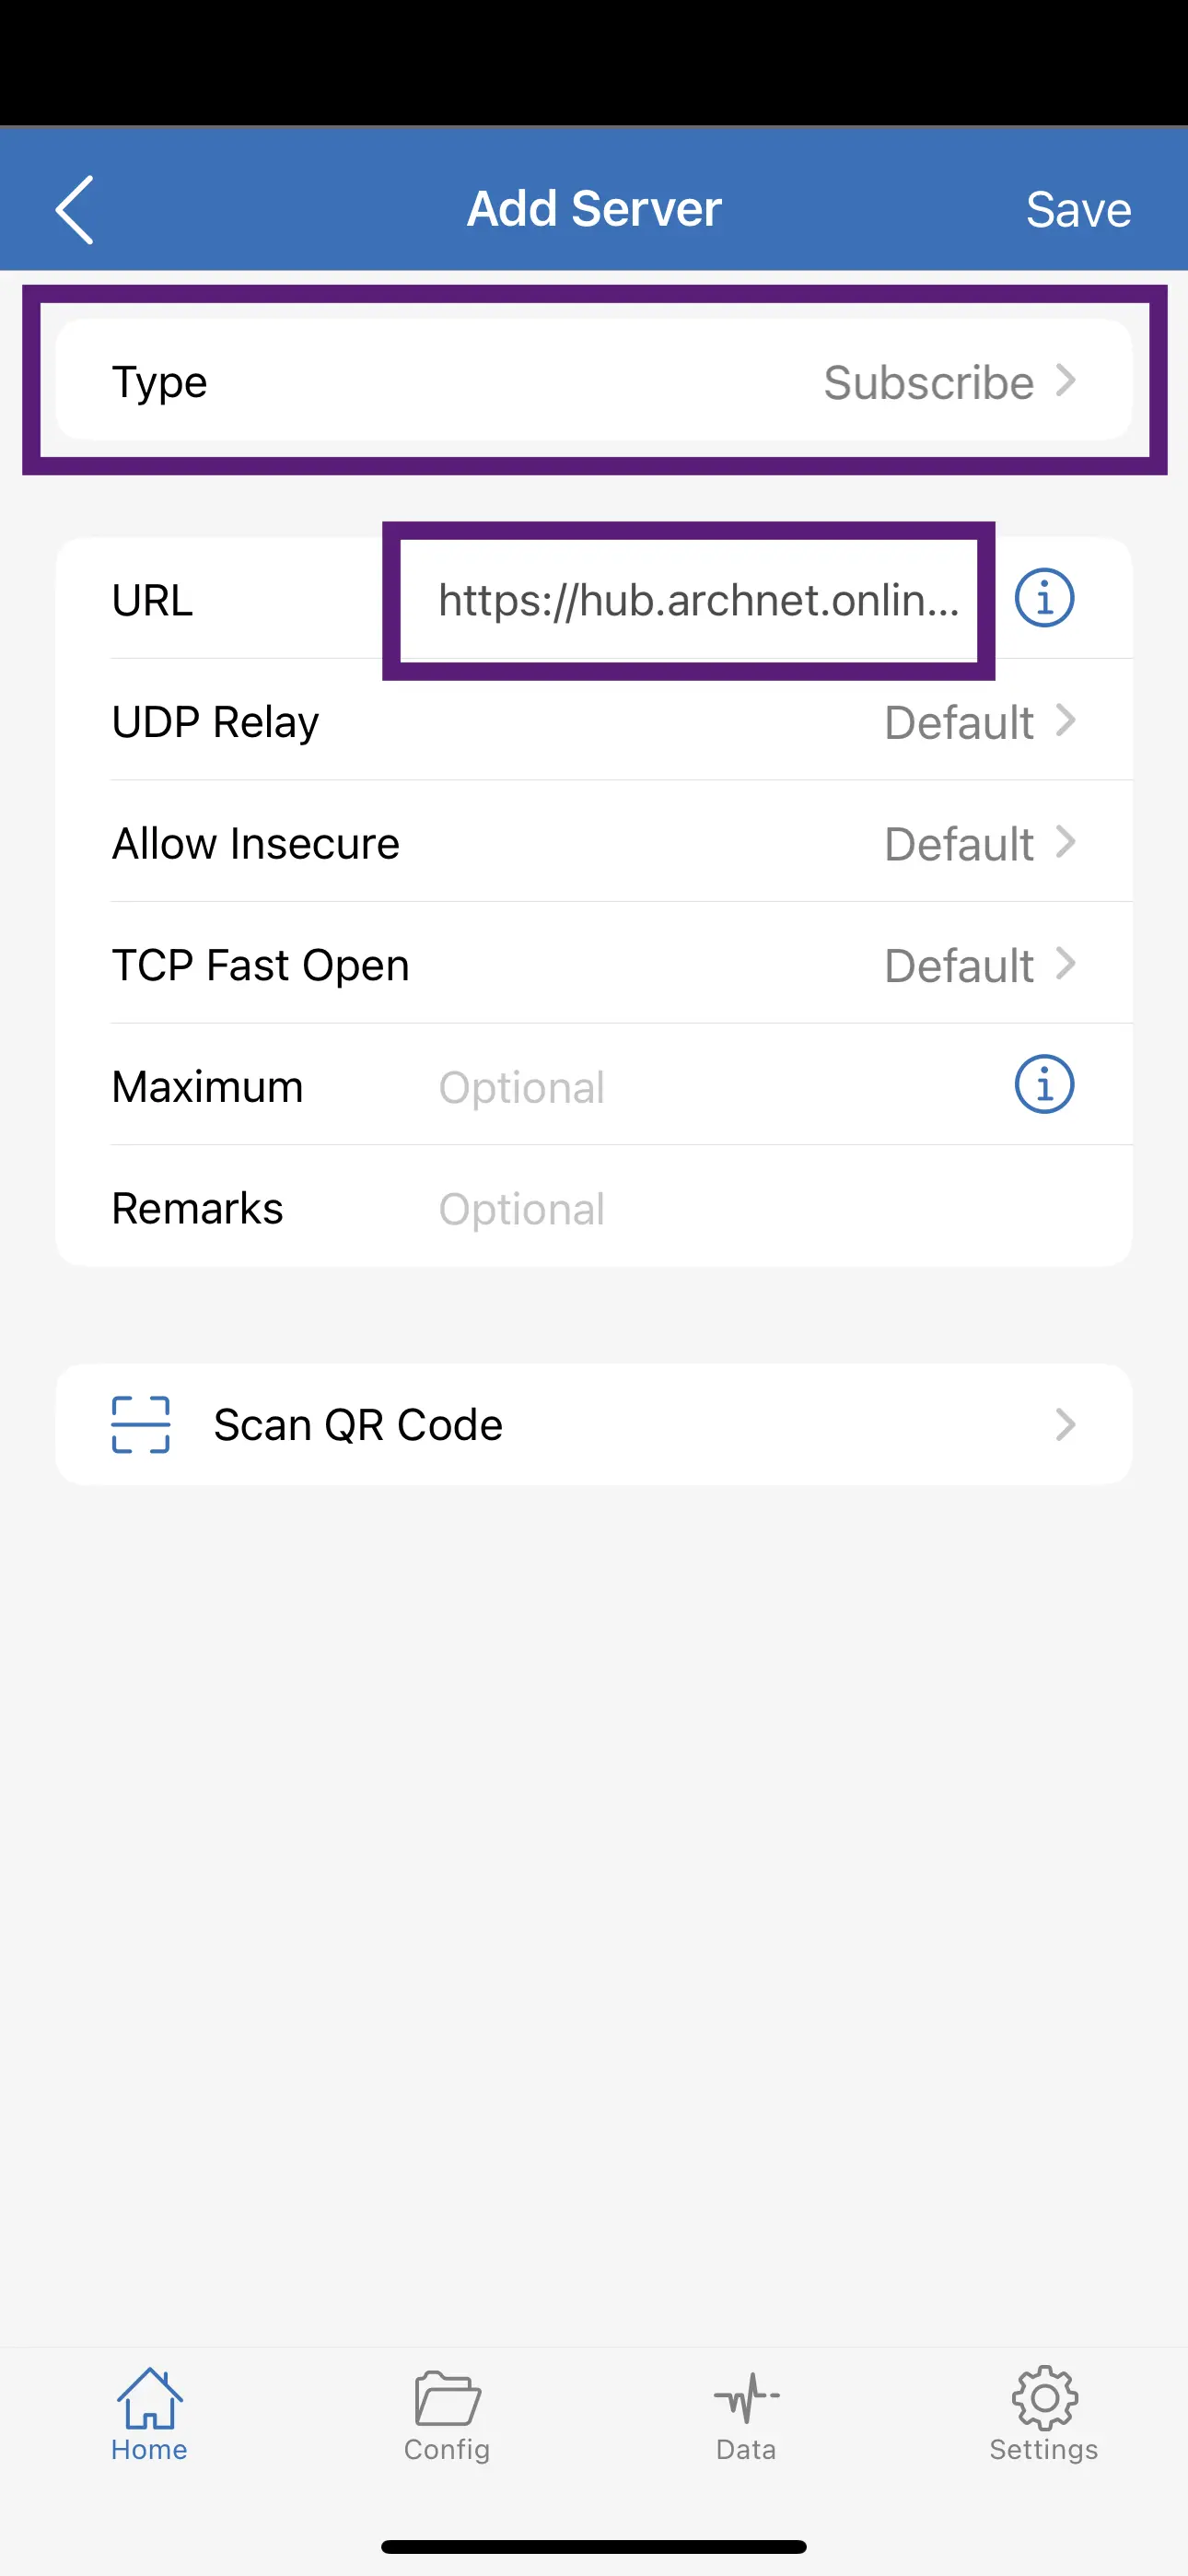 Add Server
Save
Type
Subscribe
URL
https://hub.archnet.onlin...
UDP Relay
Default
Allow Insecure
Default
TCP Fast Open
Default
Maximum
Optional
Remarks
Optional
Scan QR Code
Home
Config
Data
Settings